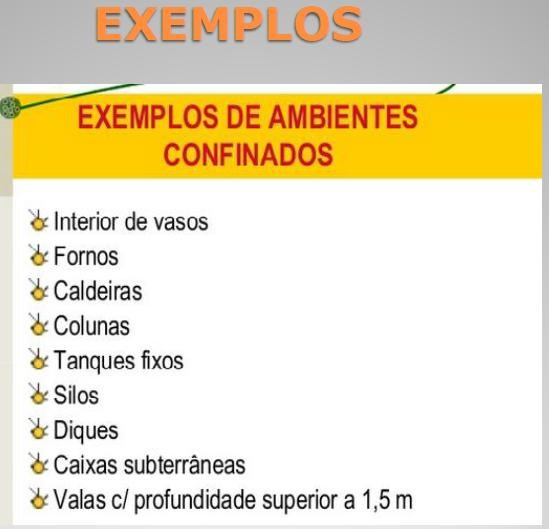 EXEMPLOS
EXEMPLOS DE AMBIENTES
CONFINADOS
Interior de vasos
Fornos
Caldeiras
Colunas
Tanques fixos
Silos
Diques
Caixas subterrâneas
Valas c/ profundidade superior a 1,5 m